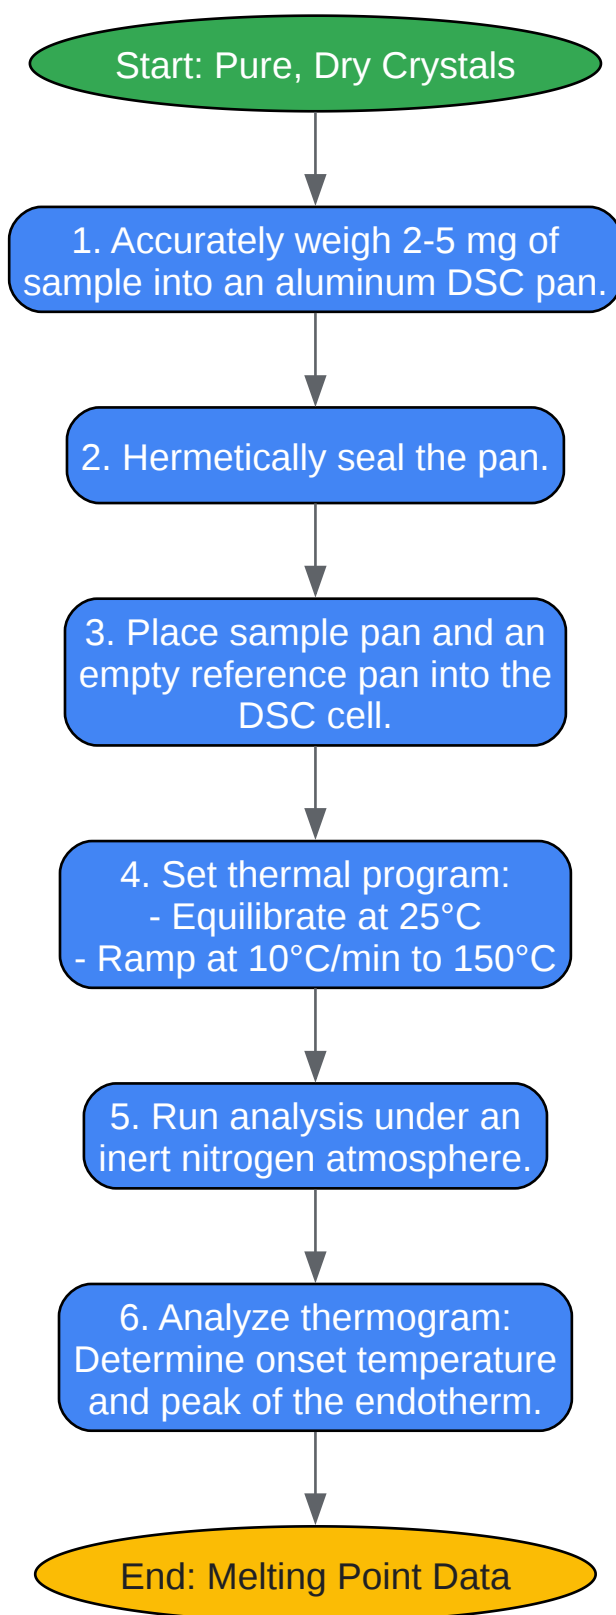 Start: Pure, Dry Crystals
1. Accurately weigh 2-5 mg of
sample into an aluminum DSC pan.
2. Hermetically seal the pan.
3. Place sample pan and an
empty reference pan into the
DSC cell.
4. Set thermal program:
- Equilibrate at 25°C
- Ramp at 10°C/min to 150°C
5. Run analysis under an
inert nitrogen atmosphere.
6. Analyze thermogram:
Determine onset temperature
and peak of the endotherm.
End: Melting Point Data